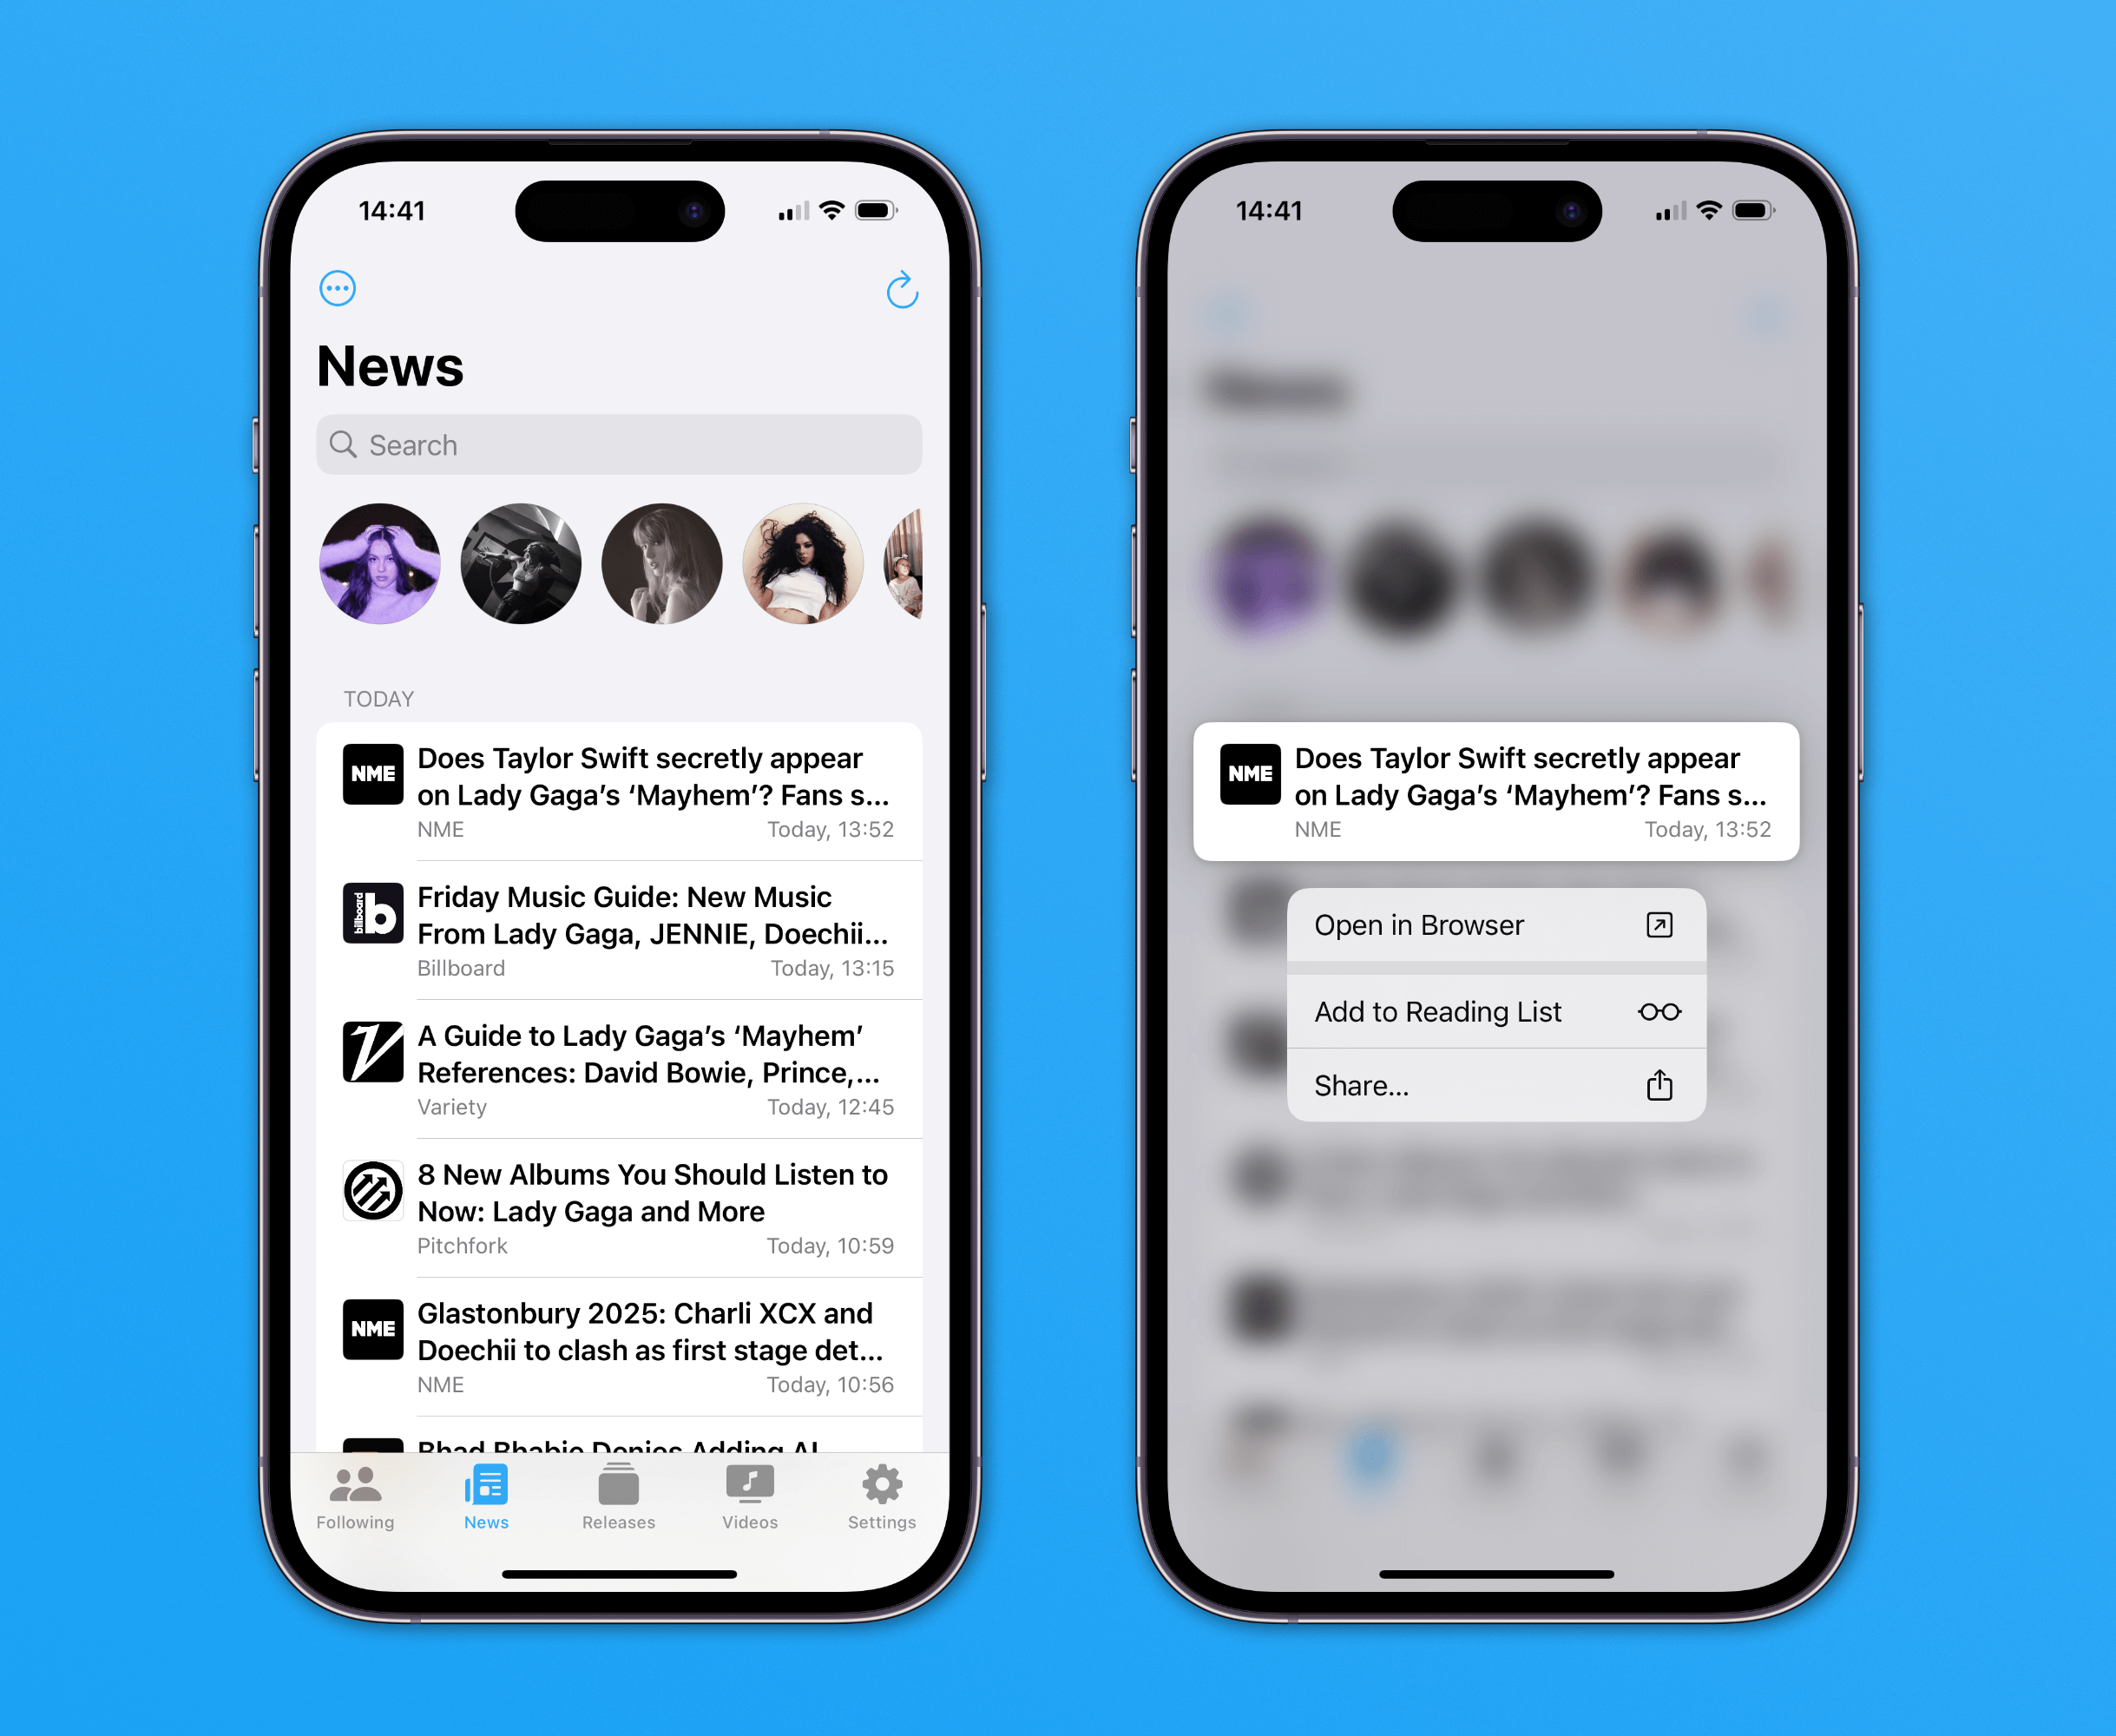 14:41
News
Search
TODAY
NME
Does Taylor Swift secretly appear
on Lady Gaga’s ‘Mayhem’? Fans s...
NME
Today, 13:52
billboard
b
Friday Music Guide: New Music
From Lady Gaga, JENNIE, Doechii...
Billboard
Today, 13:15
V
A Guide to Lady Gaga’s ‘Mayhem’
References: David Bowie, Prince,...
Variety
Today, 12:45
8 New Albums You Should Listen to
Now: Lady Gaga and More
Pitchfork
Today, 10:59
NME
Glastonbury 2025: Charli XCX and
Doechii to clash as first stage det...
NME
Today, 10:56
Bhad Bhabie Denies Adding AI
Following
News
Releases
Videos
Settings
14:41
NME
Does Taylor Swift secretly appear
on Lady Gaga’s ‘Mayhem’? Fans s...
NME
Today, 13:52
Open in Browser
Add to Reading List
Share...